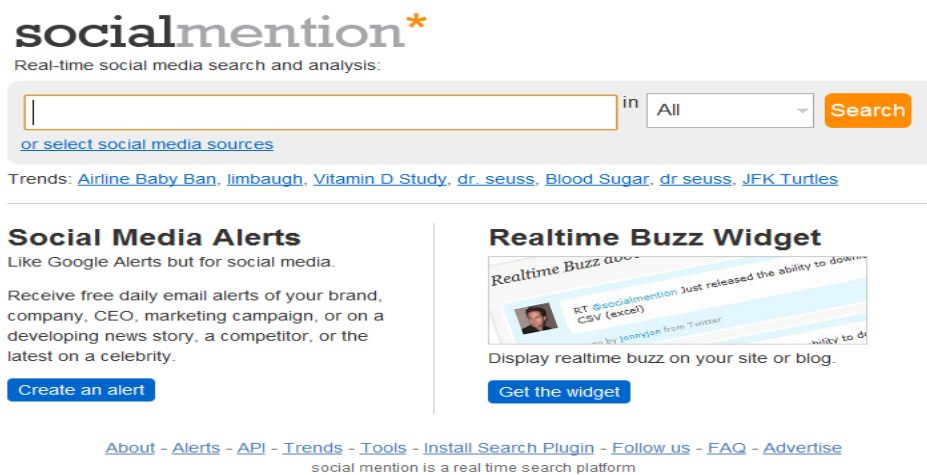 socialmention*
Real-time social media search and analysis:
in All Search
or select social media sources
Trends: Airline Baby Ban, limbaugh, Vitamin D Study, dr. seuss, Blood Sugar, dr seuss, JFK Turtles
Social Media Alerts
Like Google Alerts but for social media.
Receive free daily email alerts of your brand,
company, CEO, marketing campaign, or on a
developing news story, a competitor, or the
latest on a celebrity.
Create an alert
Realtime Buzz Widget
Realtime Buzz
RT @socialmention Just released the ability to
CSV (excel)
by jonnyjon from Twitter
Display realtime buzz on your site or blog.
Get the widget
About - Alerts - API - Trends - Tools - Install Search Plugin - Follow us - FAQ - Advertise
social mention is a real time search platform